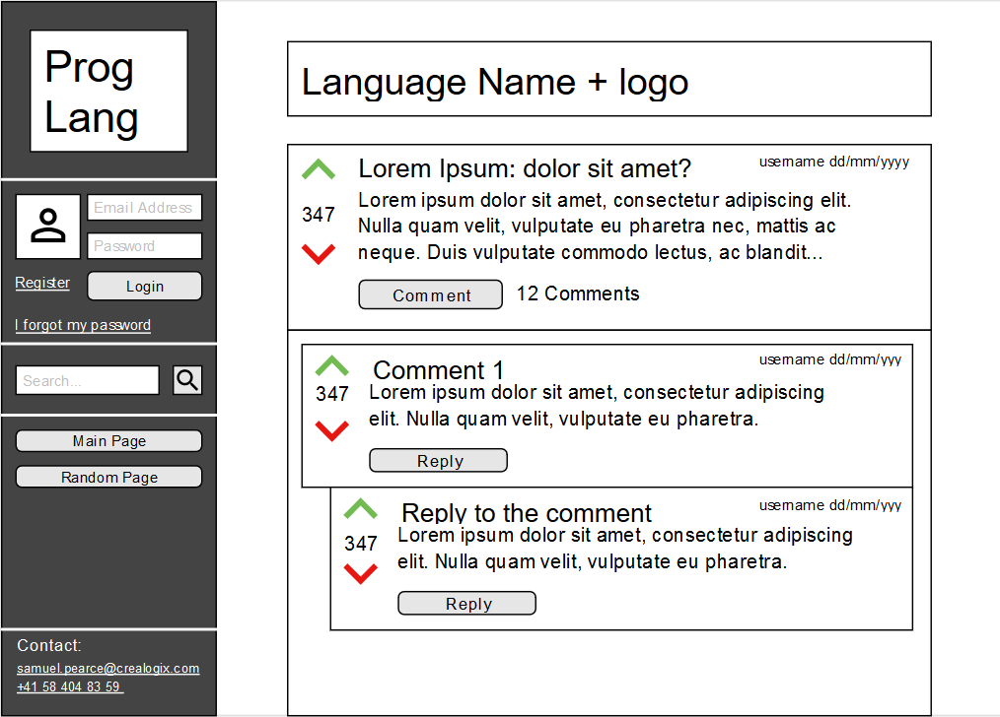 Prog
Lang
Email Address
Password
Register
Login
I forgot my password
Search...
Main Page
Random Page
Contact:
samuel.pearce@crealogix.com
+41 58 404 83 59
Language Name + logo
Lorem Ipsum: dolor sit amet?
username dd/mm/yyyy
347
Lorem ipsum dolor sit amet, consectetur adipiscing elit.
Nulla quam velit, vulputate eu pharetra nec, mattis ac
neque. Duis vulputate commodo lectus, ac blandit...
Comment
12 Comments
Comment 1
username dd/mm/yyy
347
Lorem ipsum dolor sit amet, consectetur adipiscing
elit. Nulla quam velit, vulputate eu pharetra.
Reply
Reply to the comment
username dd/mm/yyy
347
Lorem ipsum dolor sit amet, consectetur adipiscing
elit. Nulla quam velit, vulputate eu pharetra.
Reply